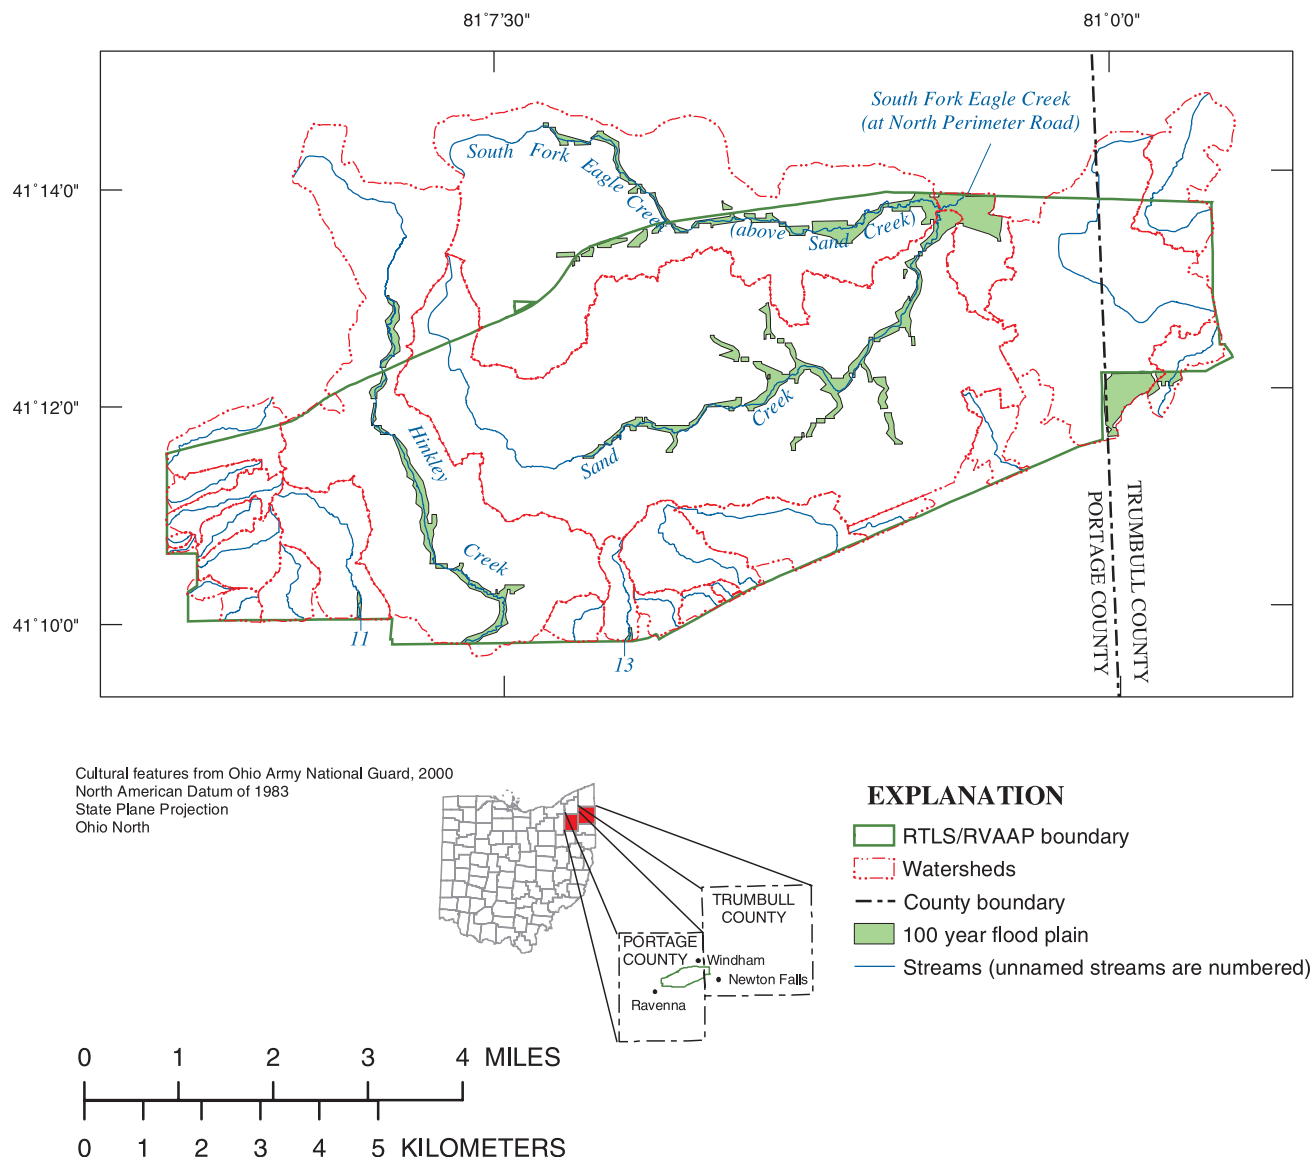 81°7'30"
81°0'0"
South Fork Eagle Creek
(at North Perimeter Road)
South Fork Eagle Creek (above Sand Creek)
41°14'0"
41°12'0"
41°10'0"
Hinkley Creek
Sand Creek
11
13
TRUMBULL COUNTY
PORTAGE COUNTY
Cultural features from Ohio Army National Guard, 2000
North American Datum of 1983
State Plane Projection
Ohio North
TRUMBULL
COUNTY
PORTAGE
COUNTY
Windham
Newton Falls
Ravenna
EXPLANATION
RTLS/RVAAP boundary
Watersheds
County boundary
100 year flood plain
Streams (unnamed streams are numbered)
0 1 2 3 4 MILES
0 1 2 3 4 5 KILOMETERS